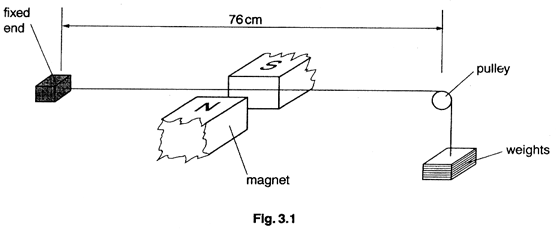 fixed
end
76 cm
S
pulley
N
weights
magnet
Fig. 3.1